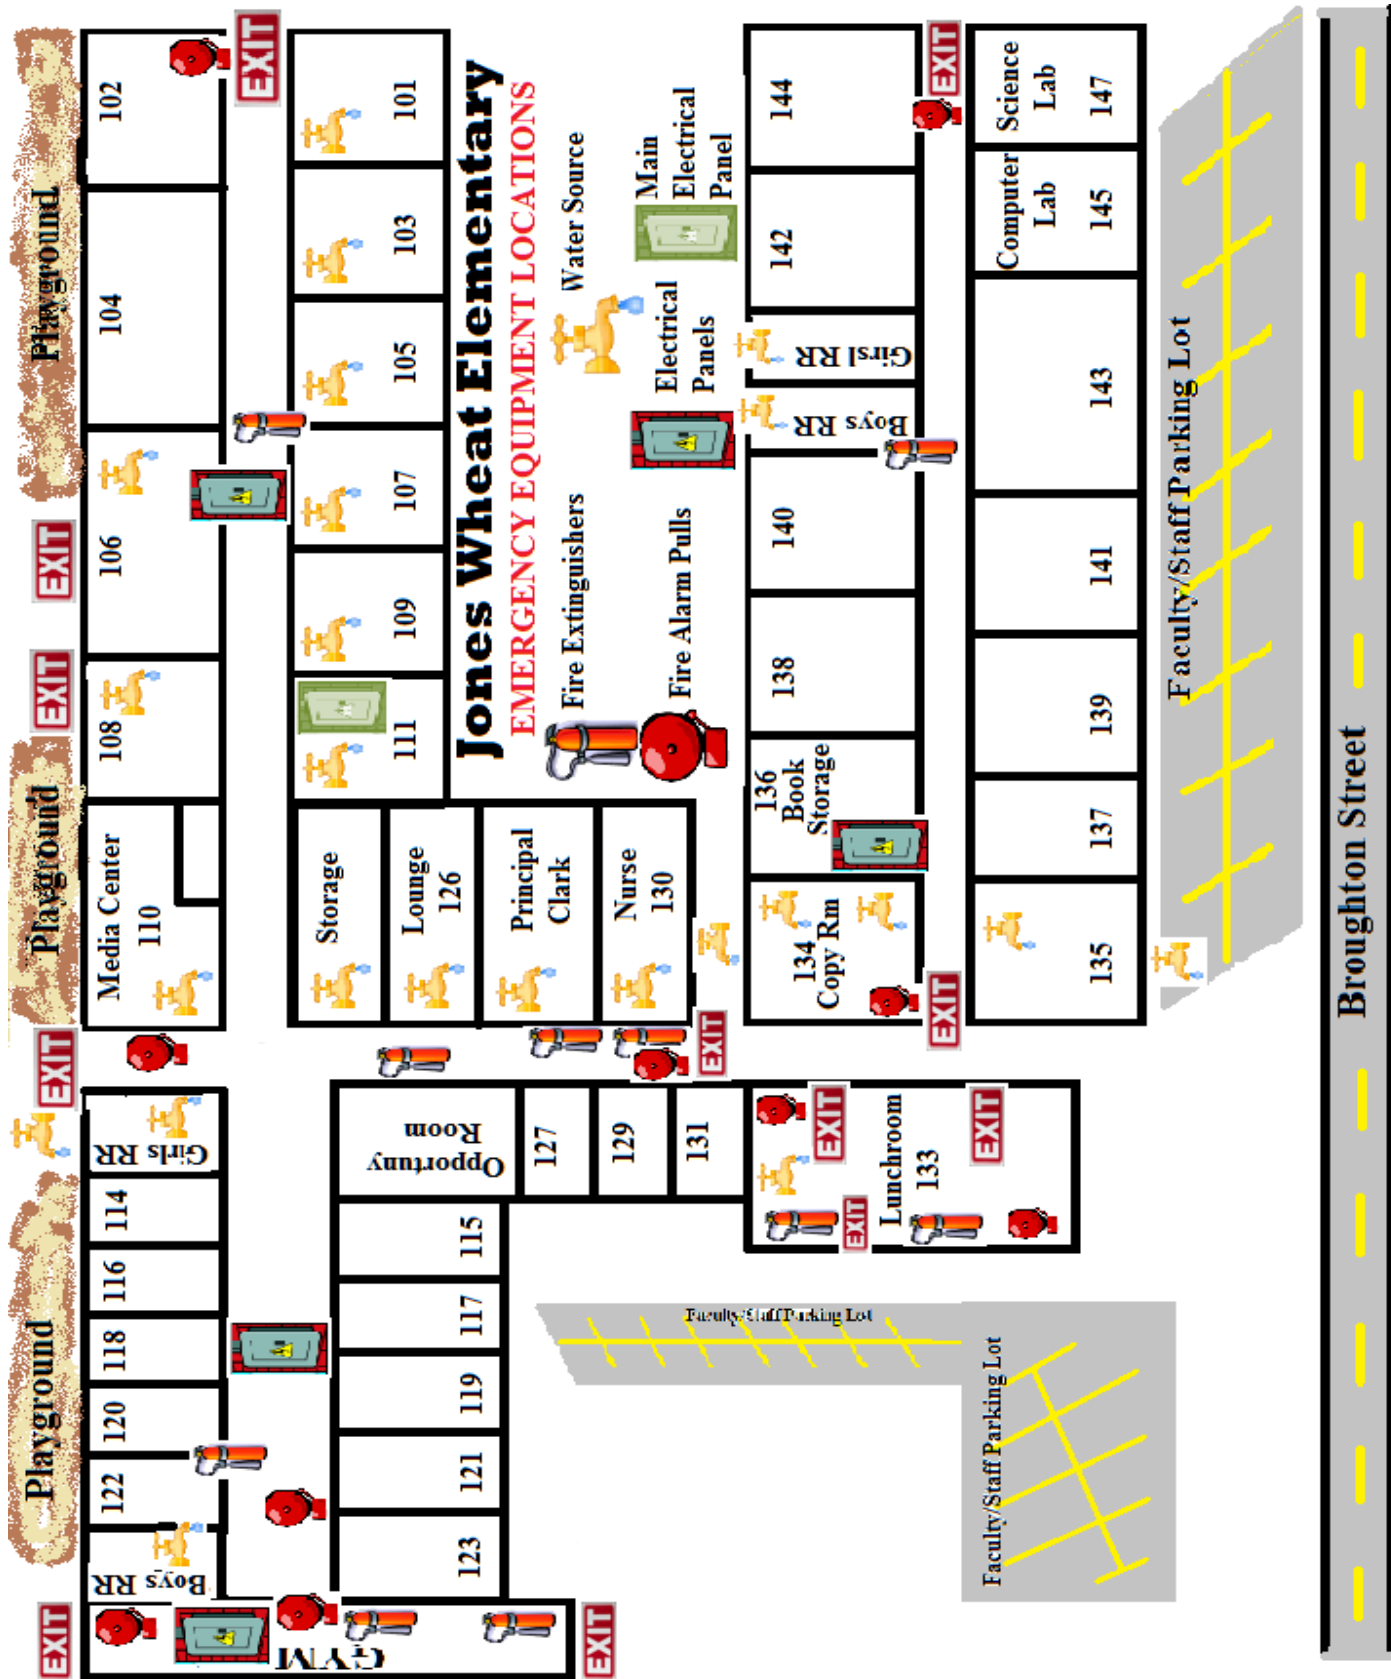 Jones Wheat Elementary
EMERGENCY EQUIPMENT LOCATIONS
Fire Extinguishers
Water Source
Fire Alarm Pulls
Electrical
Panels
Main
Electrical
Panel
Playground
Playground
Playground
EXIT
EXIT
EXIT
EXIT
EXIT
Boys RR
122
120
118
116
114
Girls RR
Media Center
110
108
106
104
102
GYM
EXIT
123
121
119
117
115
Opportuny
Room
127
129
131
Storage
Lounge
126
Principal
Clark
Nurse
130
EXIT
111
109
107
105
103
101
Lunchroom
133
EXIT
EXIT
EXIT
134
Copy Rm
136
Book
Storage
138
140
Boys RR
Girsl RR
142
144
EXIT
EXIT
135
137
139
141
143
Computer
Lab
145
Science
Lab
147
Faculty/Staff Parking Lot
Faculty/Staff Parking Lot
Faculty/Staff Parking Lot
Broughton Street